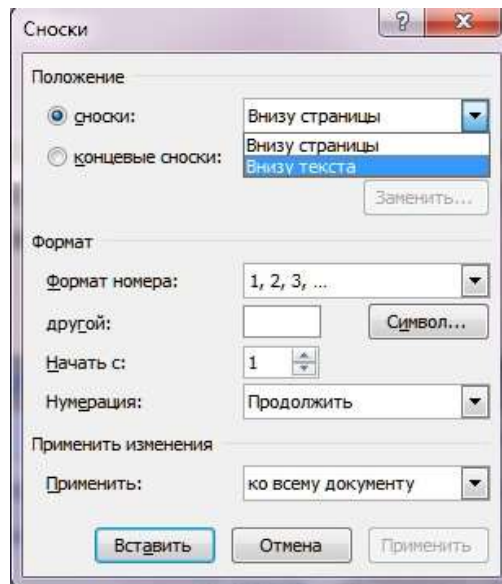 Сноски
Положение
сноски: Внизу страницы
Внизу страницы
концевые сноски: Внизу текста
Заменить...
Формат
Формат номера: 1, 2, 3, ...
другой: Символ...
Начать с: 1
Нумерация: Продолжить
Применить изменения
Применить: ко всему документу
Вставить Отмена Применить